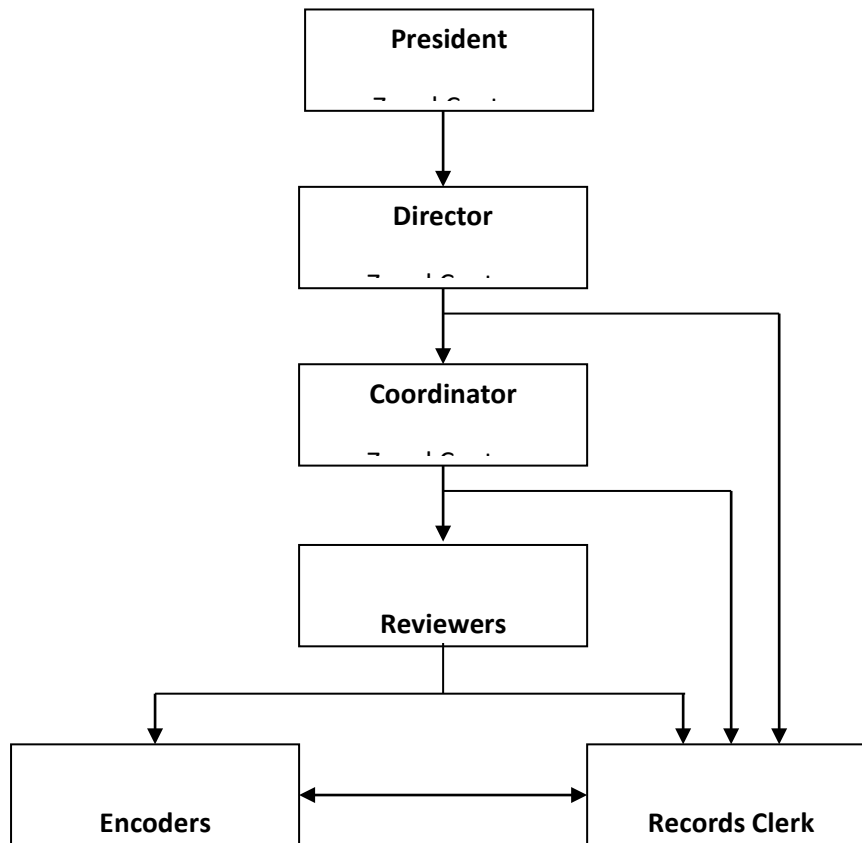 President
Director
Coordinator
Reviewers
Encoders
Records Clerk